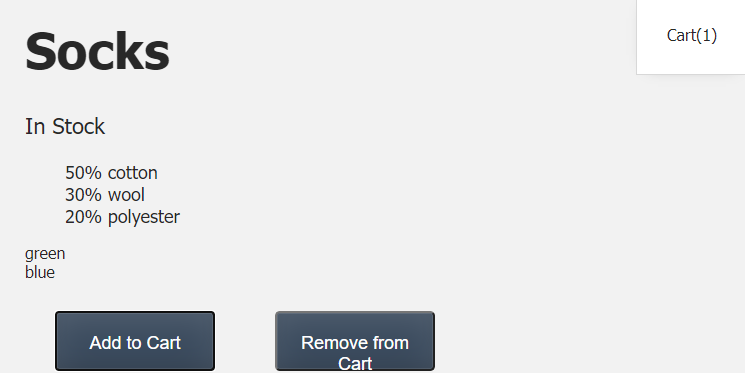 Socks
Cart(1)
In Stock
50% cotton
30% wool
20% polyester
green
blue
Add to Cart
Remove from
Cart